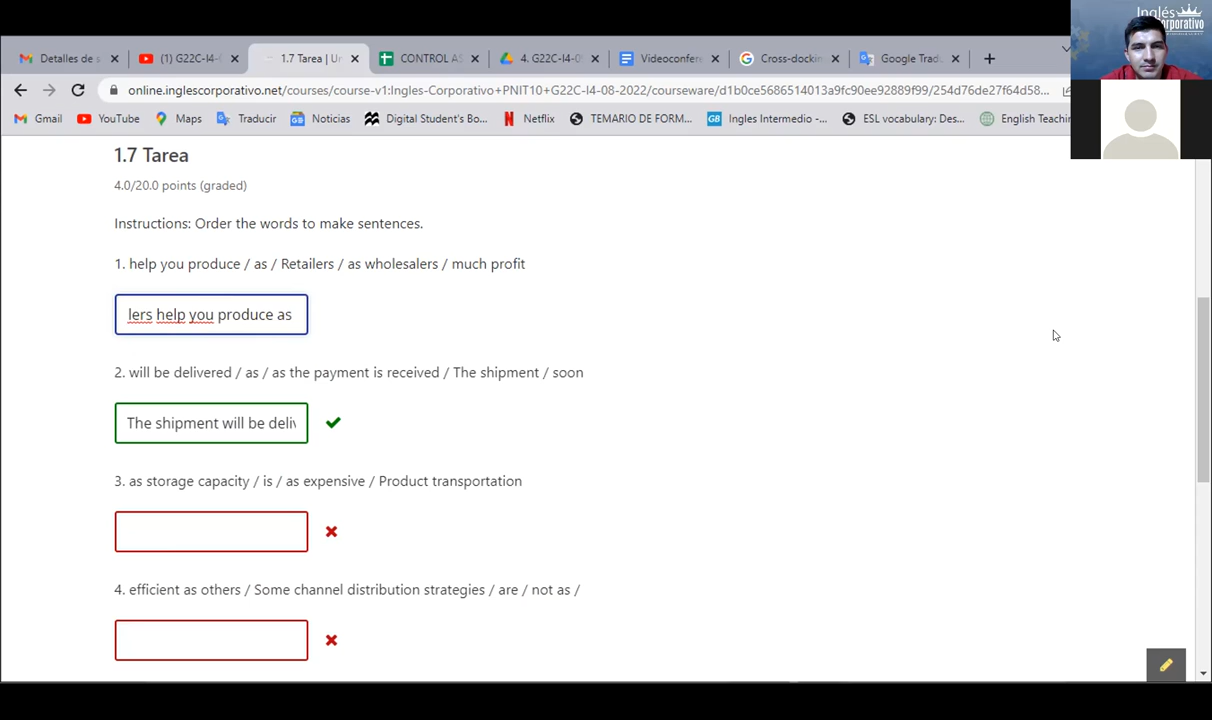 Inglés
Corporativo
Detalles de s
(1) G22C-I4-
1.7 Tarea | Ur
CONTROL AS
4. G22C-I4-0
Videoconfer
Cross-dockin
Google Tradu
online.inglescorporativo.net/courses/course-v1:Ingles-Corporativo+PNIT10+G22C-I4-08-2022/courseware/d1b0ce5686514013a9fc90ee92889f99/254d76de27f64d58...
Gmail
YouTube
Maps
Traducir
Noticias
Digital Student's Bo...
Netflix
TEMARIO DE FORM...
Ingles Intermedio -...
ESL vocabulary: Des...
English Teachin
1.7 Tarea
4.0/20.0 points (graded)
Instructions: Order the words to make sentences.
1. help you produce / as / Retailers / as wholesalers / much profit
lers help you produce as
2. will be delivered / as / as the payment is received / The shipment / soon
The shipment will be deliv
3. as storage capacity / is / as expensive / Product transportation
4. efficient as others / Some channel distribution strategies / are / not as /